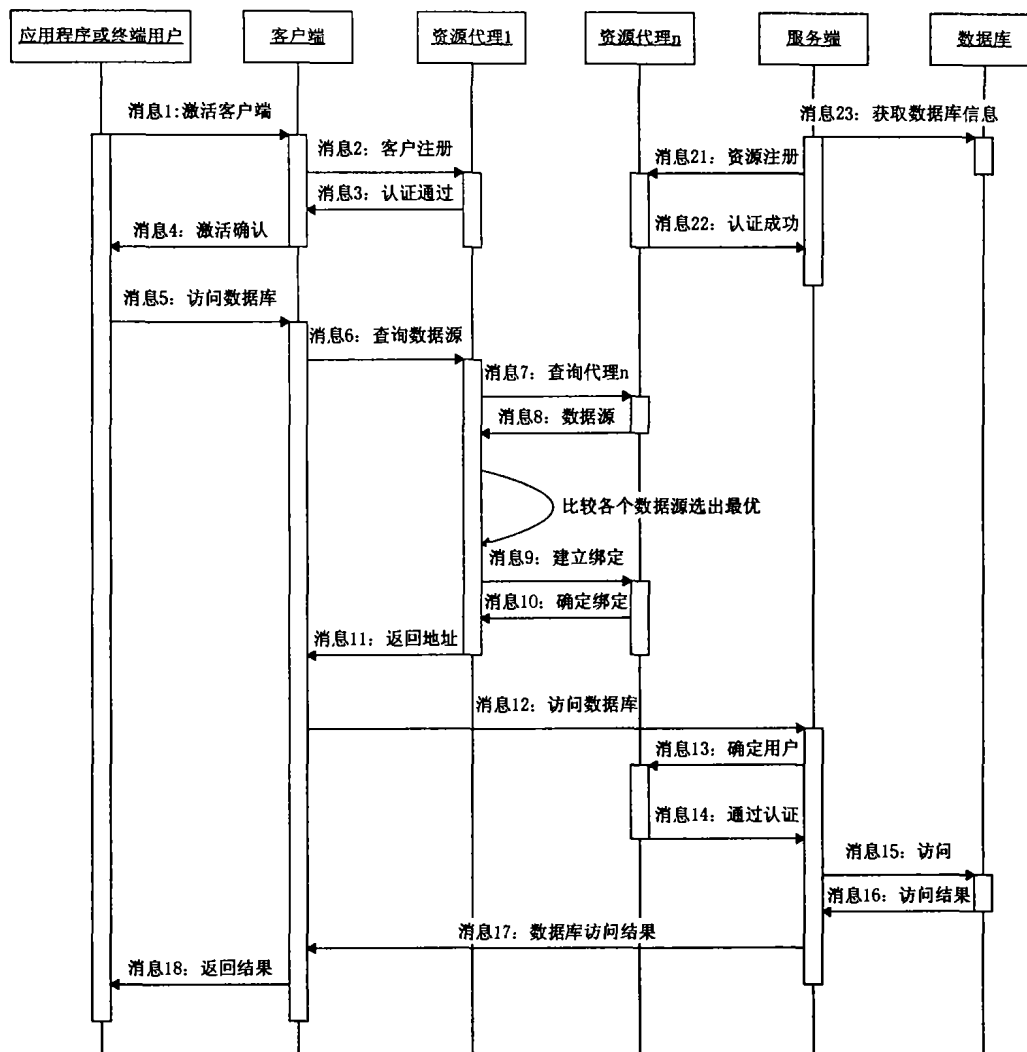 应用程序或终端用户
客户端
资源代理1
资源代理n
服务端
数据库
消息1:激活客户端
消息23：获取数据库信息
消息2：客户注册
消息21：资源注册
消息3：认证通过
消息4：激活确认
消息22：认证成功
消息5：访问数据库
消息6：查询数据源
消息7：查询代理n
消息8：数据源
比较各个数据源选出最优
消息9：建立绑定
消息10：确定绑定
消息11：返回地址
消息12：访问数据库
消息13：确定用户
消息14：通过认证
消息15：访问
消息16：访问结果
消息17：数据库访问结果
消息18：返回结果